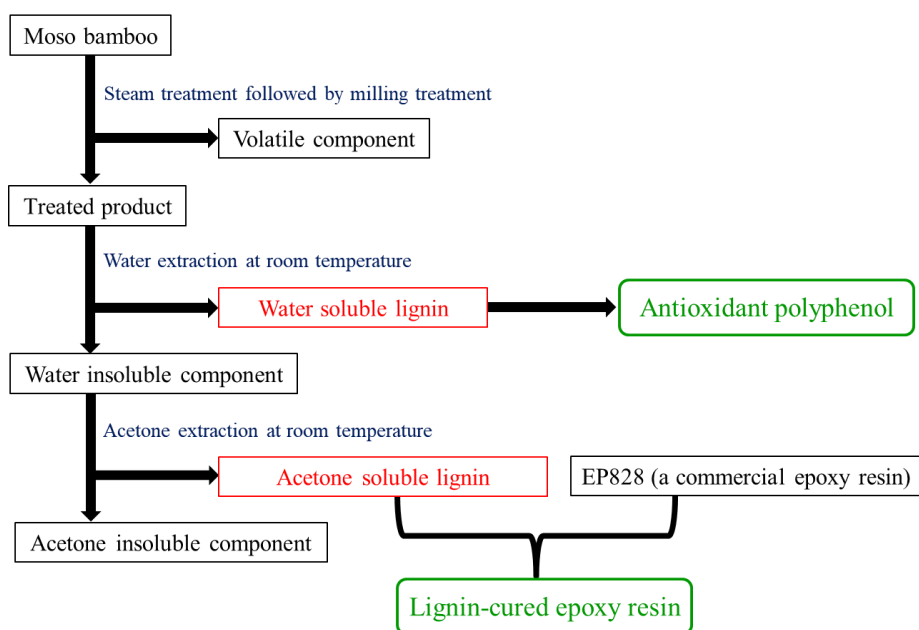 Moso bamboo
Steam treatment followed by milling treatment
Volatile component
Treated product
Water extraction at room temperature
Water soluble lignin
Antioxidant polyphenol
Water insoluble component
Acetone extraction at room temperature
Acetone soluble lignin
EP828 (a commercial epoxy resin)
Acetone insoluble component
Lignin-cured epoxy resin